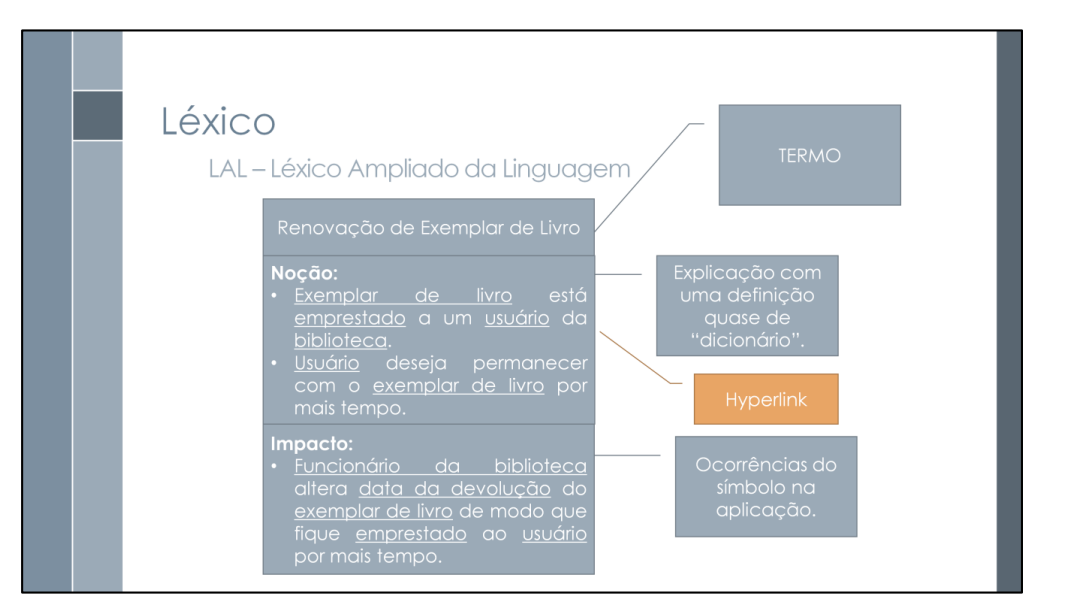 Léxico
LAL – Léxico Ampliado da Linguagem
TERMO
Renovação de Exemplar de Livro
Noção:
• Exemplar de livro está
emprestado a um usuário da
biblioteca.
• Usuário deseja permanecer
com o exemplar de livro por
mais tempo.
Explicação com
uma definição
quase de
“dicionário”.
Hyperlink
Impacto:
• Funcionário da biblioteca
altera data da devolução do
exemplar de livro de modo que
fique emprestado ao usuário
por mais tempo.
Ocorrências do
símbolo na
aplicação.